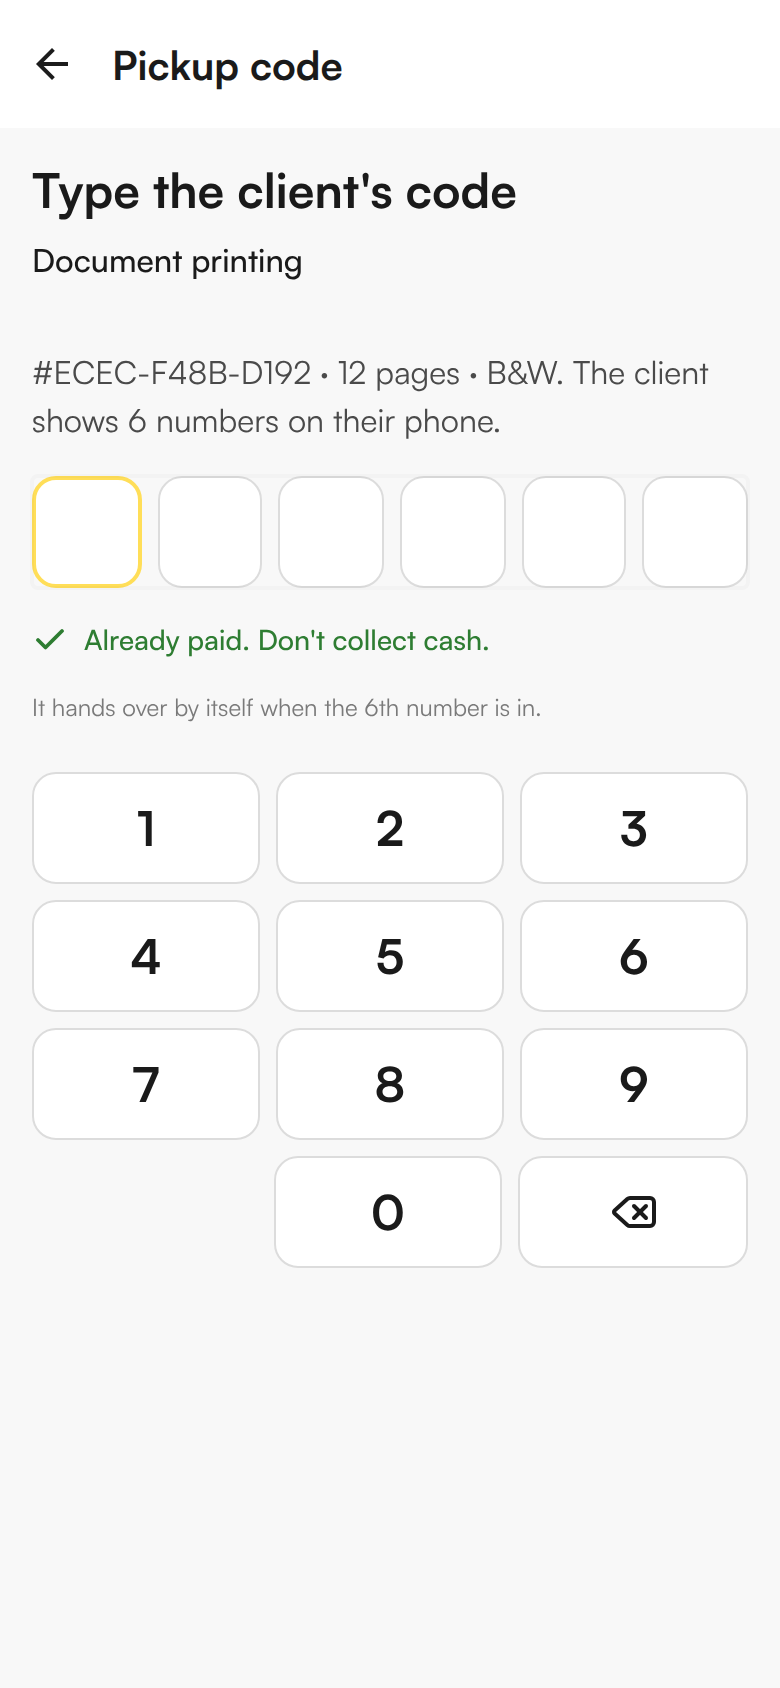 Pickup code
Type the client's code
Document printing
#ECEC-F48B-D192 • 12 pages • B&W. The client
shows 6 numbers on their phone.
Already paid. Don't collect cash.
It hands over by itself when the 6th number is in.
1 2 3
4 5 6
7 8 9
0